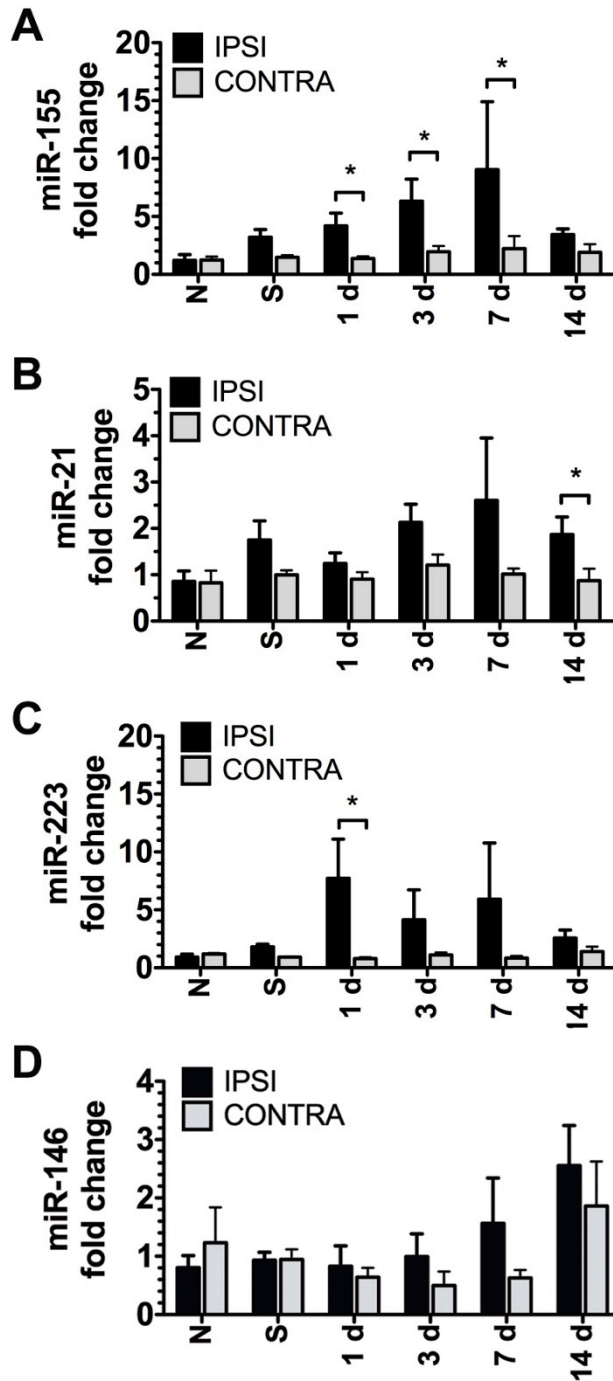 A
miR-155
fold change
20
15
10
5
0
IPSI
CONTRA
*
*
*
N
S
1 d
3 d
7 d
14 d
B
miR-21
fold change
5
4
3
2
1
0
IPSI
CONTRA
*
N
S
1 d
3 d
7 d
14 d
C
miR-223
fold change
20
15
10
5
0
IPSI
CONTRA
*
N
S
1 d
3 d
7 d
14 d
D
miR-146
fold change
4
3
2
1
0
IPSI
CONTRA
N
S
1 d
3 d
7 d
14 d